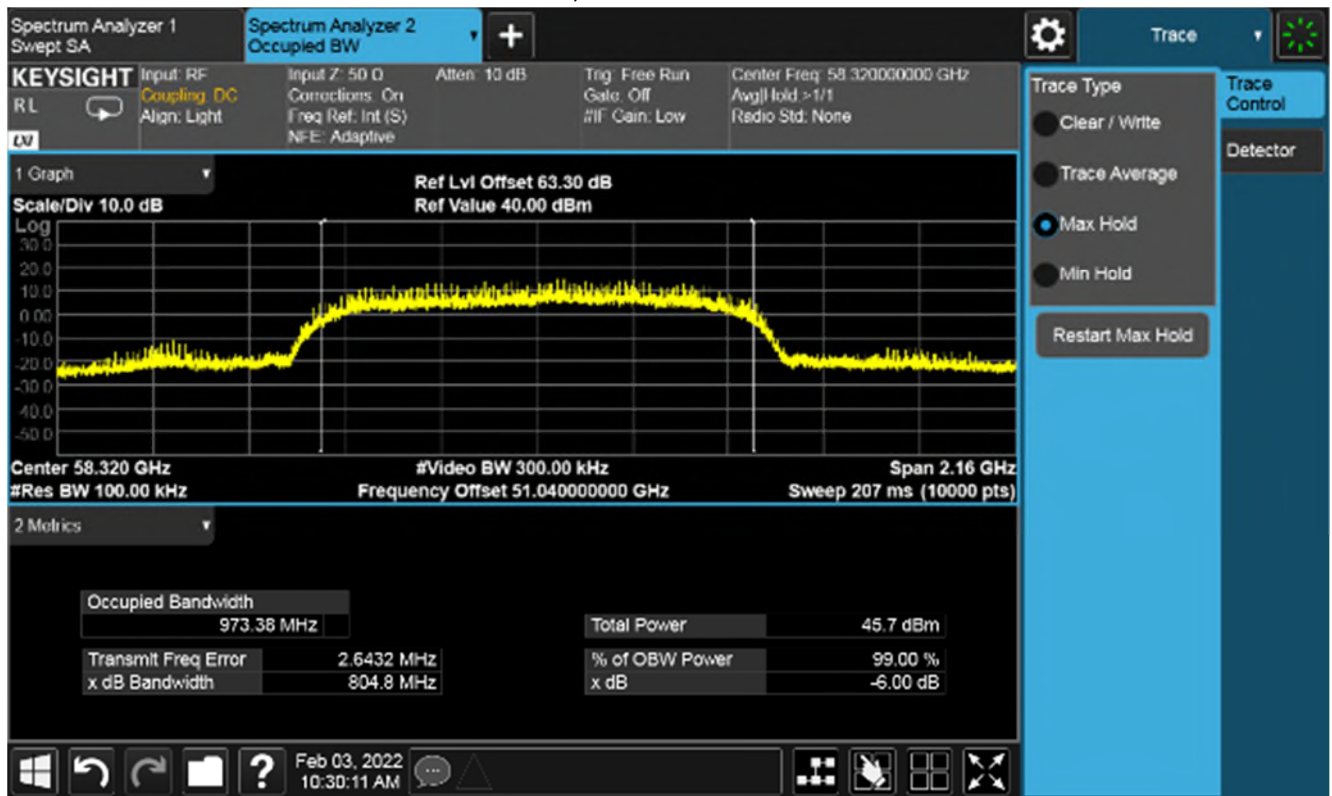 Spectrum Analyzer 1
Swept SA
Spectrum Analyzer 2
Occupied BW
+
Trace
KEYSIGHT
RL
LXI
Input: RF
Coupling: DC
Align: Light
Input Z: 50 Ω
Corrections: On
Freq Ref: Int (S)
NFE: Adaptive
Atten: 10 dB
Trig: Free Run
Gate: Off
#IF Gain: Low
Center Freq: 58.320000000 GHz
Avg|Hold:>1/1
Radio Std: None
Trace Type
Clear / Write
Trace Average
Max Hold
Min Hold
Restart Max Hold
Trace
Control
Detector
1 Graph
Scale/Div 10.0 dB
Ref Lvl Offset 63.30 dB
Ref Value 40.00 dBm
Log
30.0
20.0
10.0
0.00
-10.0
-20.0
-30.0
-40.0
-50.0
Center 58.320 GHz
#Video BW 300.00 kHz
Span 2.16 GHz
#Res BW 100.00 kHz
Frequency Offset 51.040000000 GHz
Sweep 207 ms (10000 pts)
2 Metrics
Occupied Bandwidth
973.38 MHz
Total Power 45.7 dBm
Transmit Freq Error 2.6432 MHz
% of OBW Power 99.00 %
x dB Bandwidth 804.8 MHz
x dB -6.00 dB
?
Feb 03, 2022
10:30:11 AM